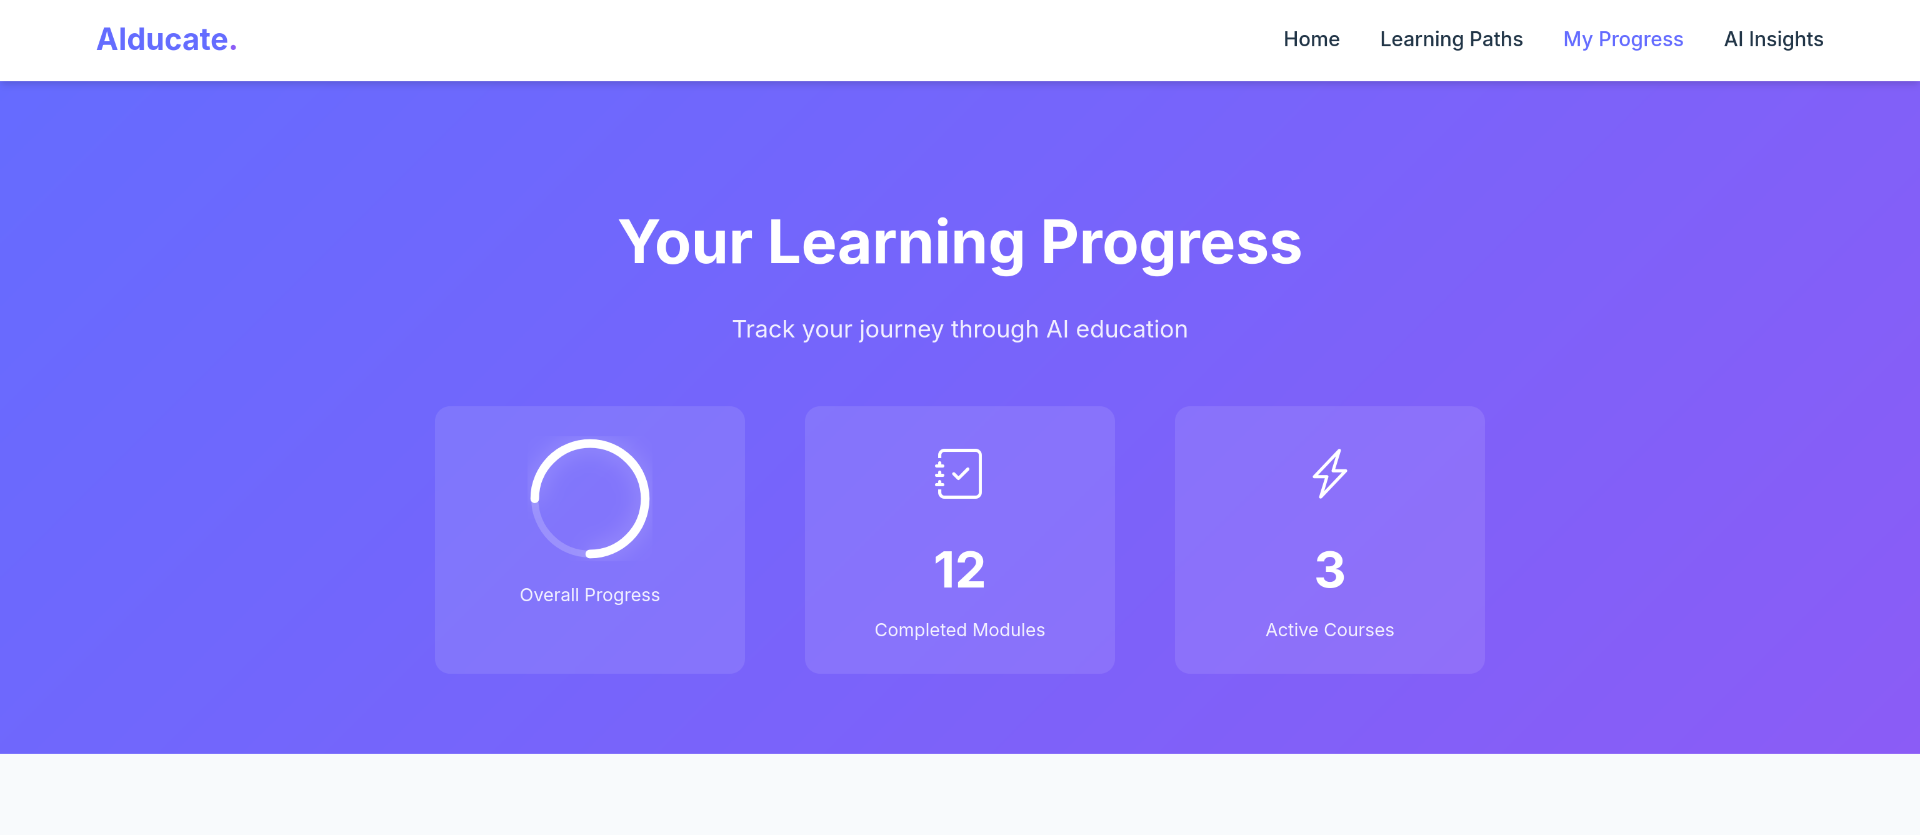 AIducate.
Home
Learning Paths
My Progress
AI Insights
Your Learning Progress
Track your journey through AI education
Overall Progress
12
Completed Modules
3
Active Courses